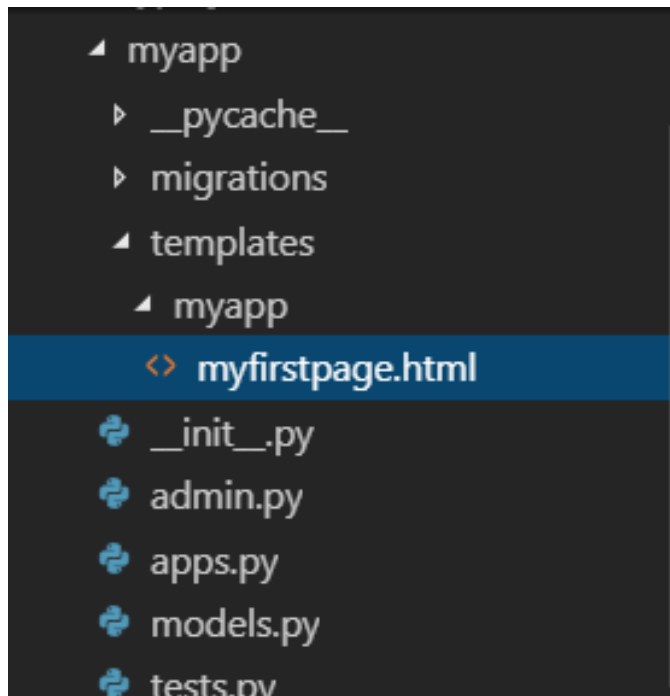 myapp
__pycache__
migrations
templates
myapp
myfirstpage.html
__init__.py
admin.py
apps.py
models.py
tests.py